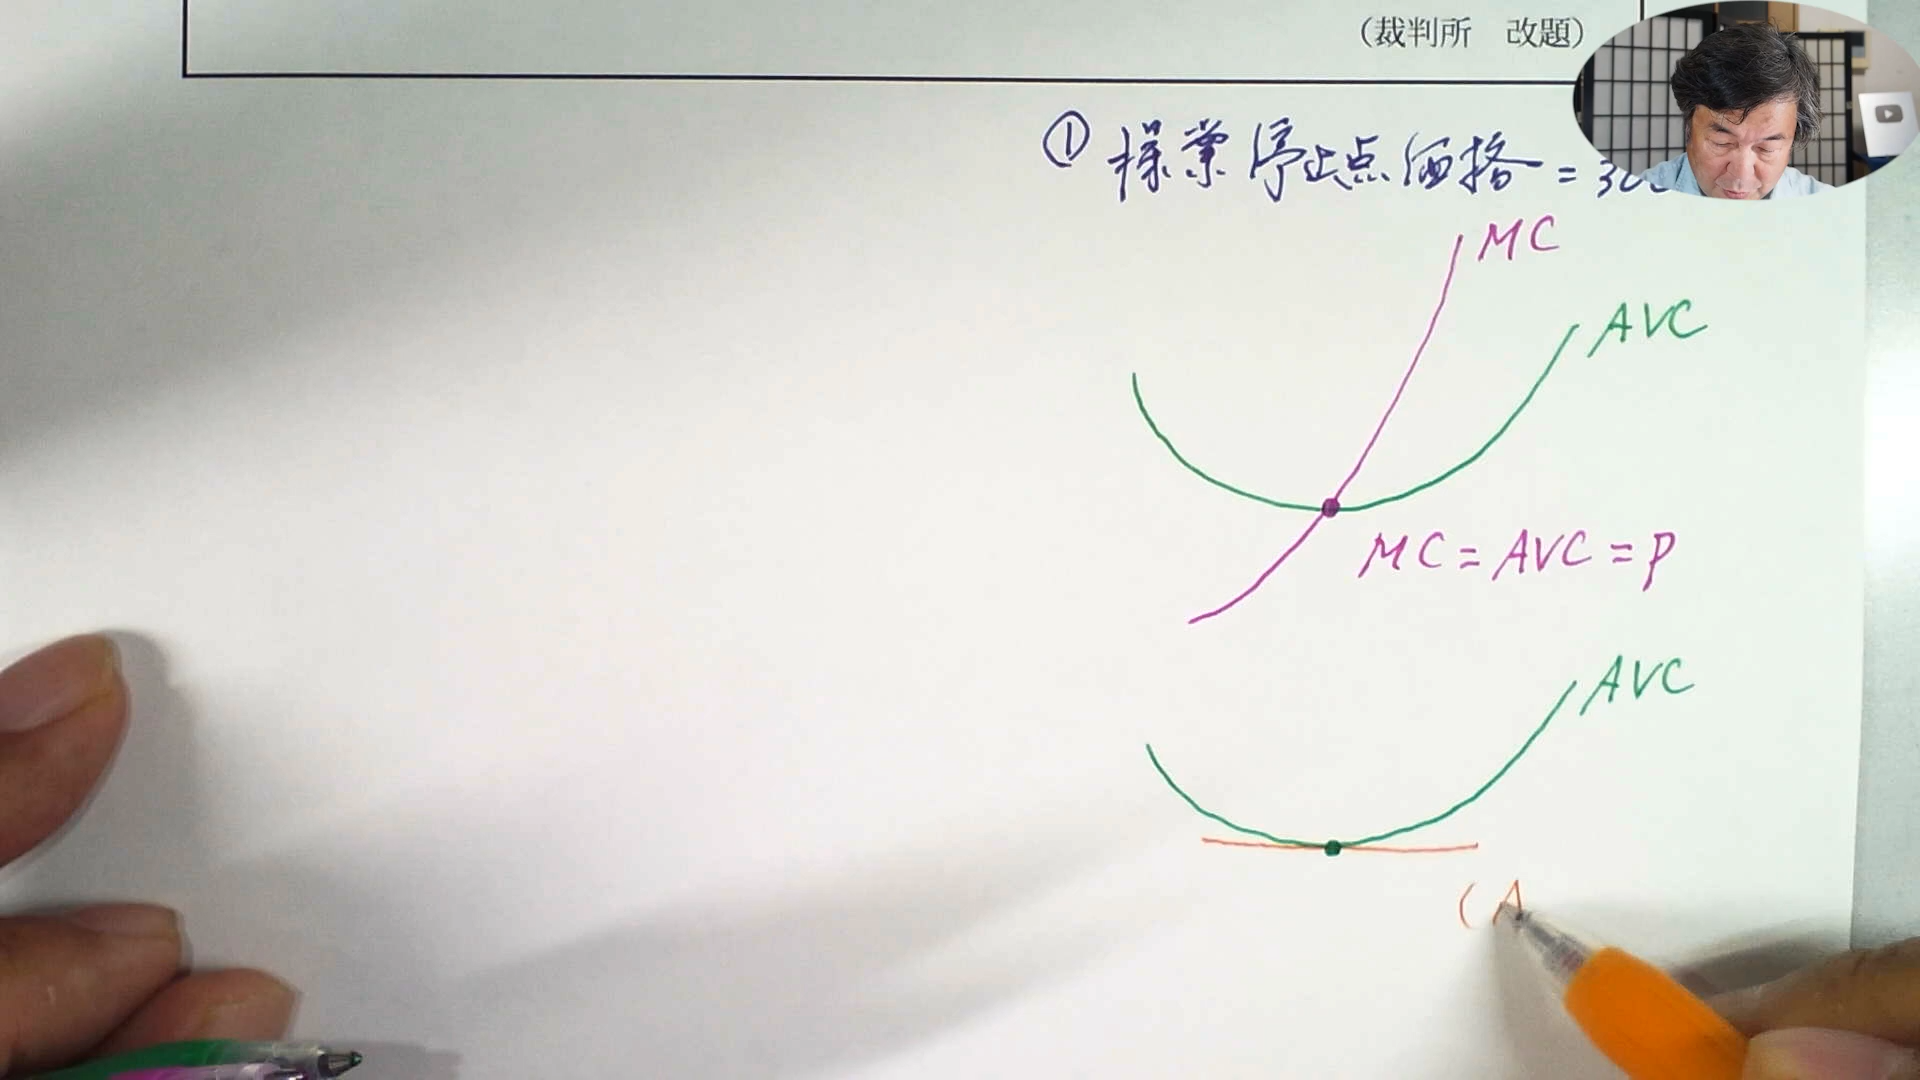 (裁判所 改題)
① 操業停止点価格 =
MC
AVC
MC = AVC = P
AVC
(A